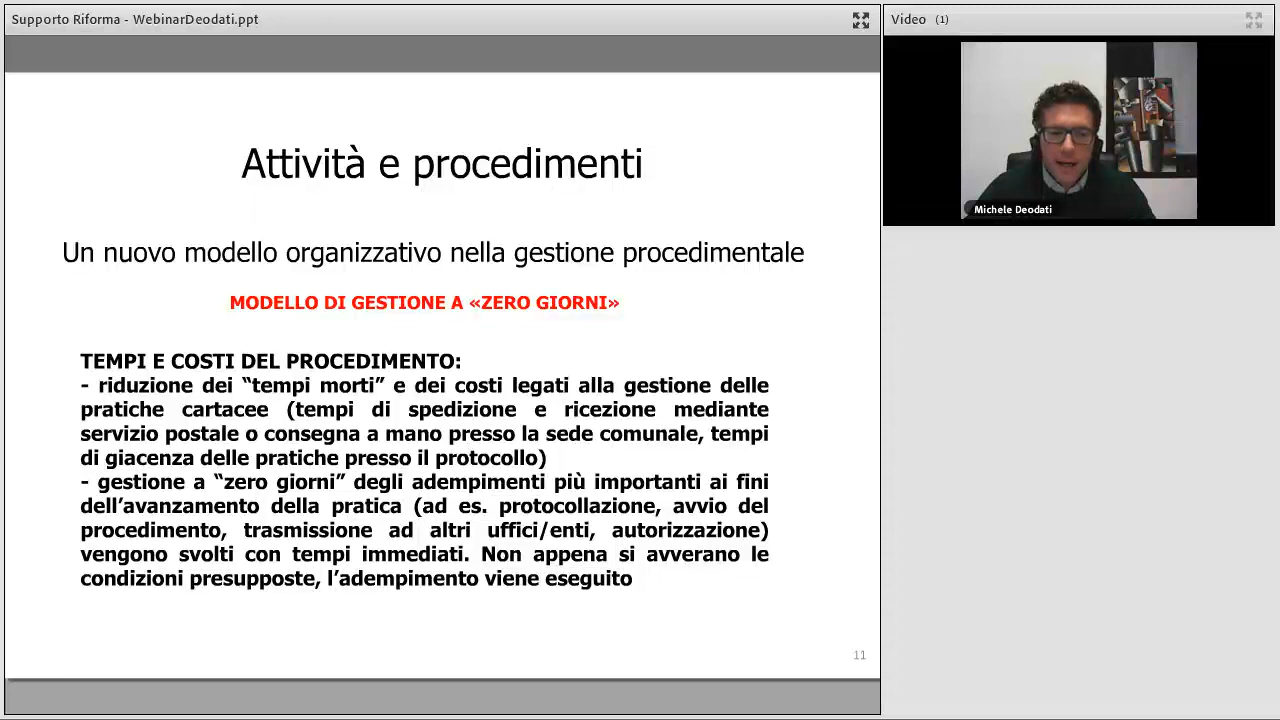 Supporto Riforma - WebinarDeodati.ppt
Video (1)
Attività e procedimenti
Un nuovo modello organizzativo nella gestione procedimentale
MODELLO DI GESTIONE A «ZERO GIORNI»
TEMPI E COSTI DEL PROCEDIMENTO:
- riduzione dei “tempi morti” e dei costi legati alla gestione delle
pratiche cartacee (tempi di spedizione e ricezione mediante
servizio postale o consegna a mano presso la sede comunale, tempi
di giacenza delle pratiche presso il protocollo)
- gestione a “zero giorni” degli adempimenti più importanti ai fini
dell’avanzamento della pratica (ad es. protocollazione, avvio del
procedimento, trasmissione ad altri uffici/enti, autorizzazione)
vengono svolti con tempi immediati. Non appena si avverano le
condizioni presupposte, l’adempimento viene eseguito
11
Michele Deodati